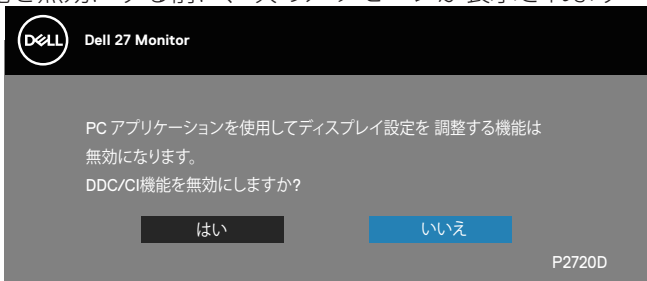 DELL Dell 27 Monitor
PC アプリケーションを使用してディスプレイ設定を 調整する機能は
無効になります。
DDC/CI機能を無効にしますか?
はい いいえ
P2720D